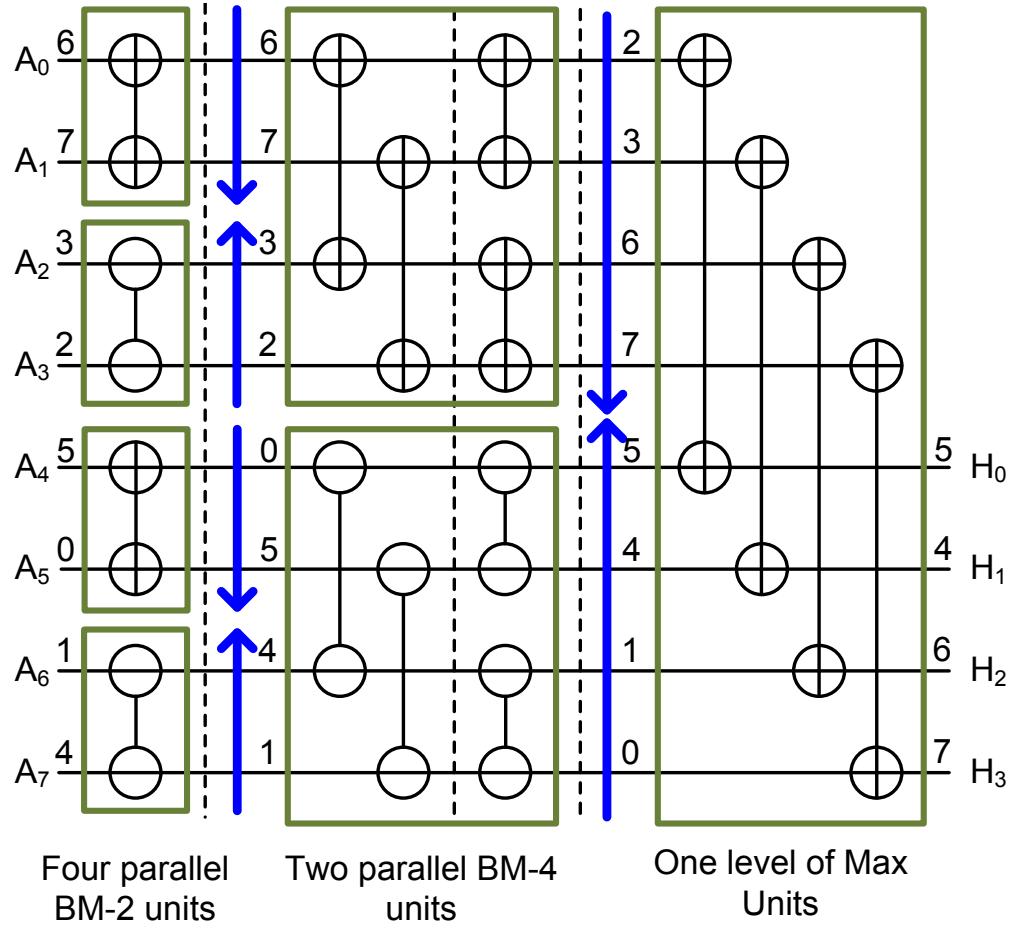 A0 6 6 2
A1 7 7 3
A2 3 3 6
A3 2 2 7
A4 5 0 5 5 H0
A5 0 5 4 4 H1
A6 1 4 1 6 H2
A7 4 1 0 7 H3
Four parallel
BM-2 units
Two parallel BM-4
units
One level of Max
Units